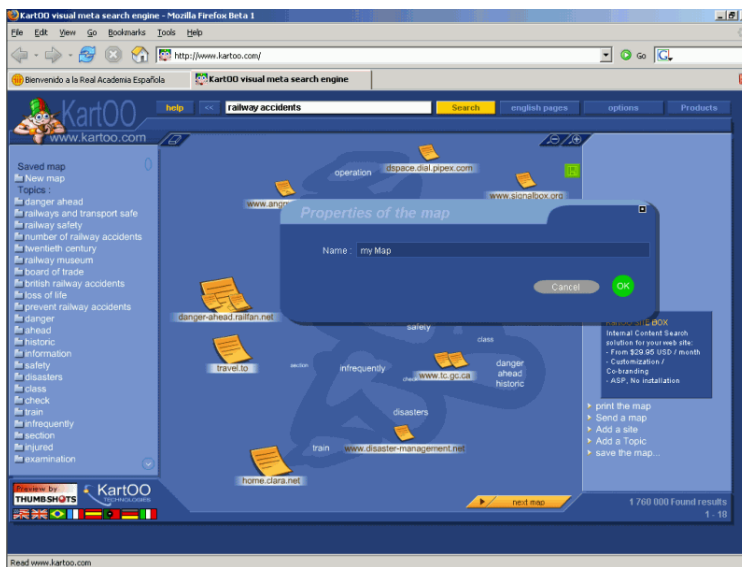 KartOO visual meta search engine - Mozilla Firefox Beta 1
File Edit View Go Bookmarks Tools Help
http://www.kartoo.com/
Go
Bienvenido a la Real Academia Española
KartOO visual meta search engine
KartOO
www.kartoo.com
help << railway accidents Search english pages options Products
Saved map
New map
Topics :
danger ahead
railways and transport safe
railway safety
number of railway accidents
twentieth century
railway museum
board of trade
british railway accidents
loss of life
prevent railway accidents
danger
ahead
historic
information
safety
disasters
class
check
train
infrequently
section
injured
examination
operation
dspace.dial.pipex.com
www.signalbox.org
Properties of the map
Name : my Map
Cancel OK
danger-ahead.railfan.net
safety
class
travel.to
section
infrequently
www.tc.gc.ca
danger
ahead
historic
disasters
train
www.disaster-management.net
home.clara.net
Internal Content Search
solution for your web site:
- From $29.95 USD / month
- Customization /
Co-branding
- ASP, No installation
print the map
Send a map
Add a site
Add a Topic
save the map...
Preview by
THUMBSHOTS
KartOO
TECHNOLOGIES
next map
1 760 000 Found results
1 - 18
Read www.kartoo.com